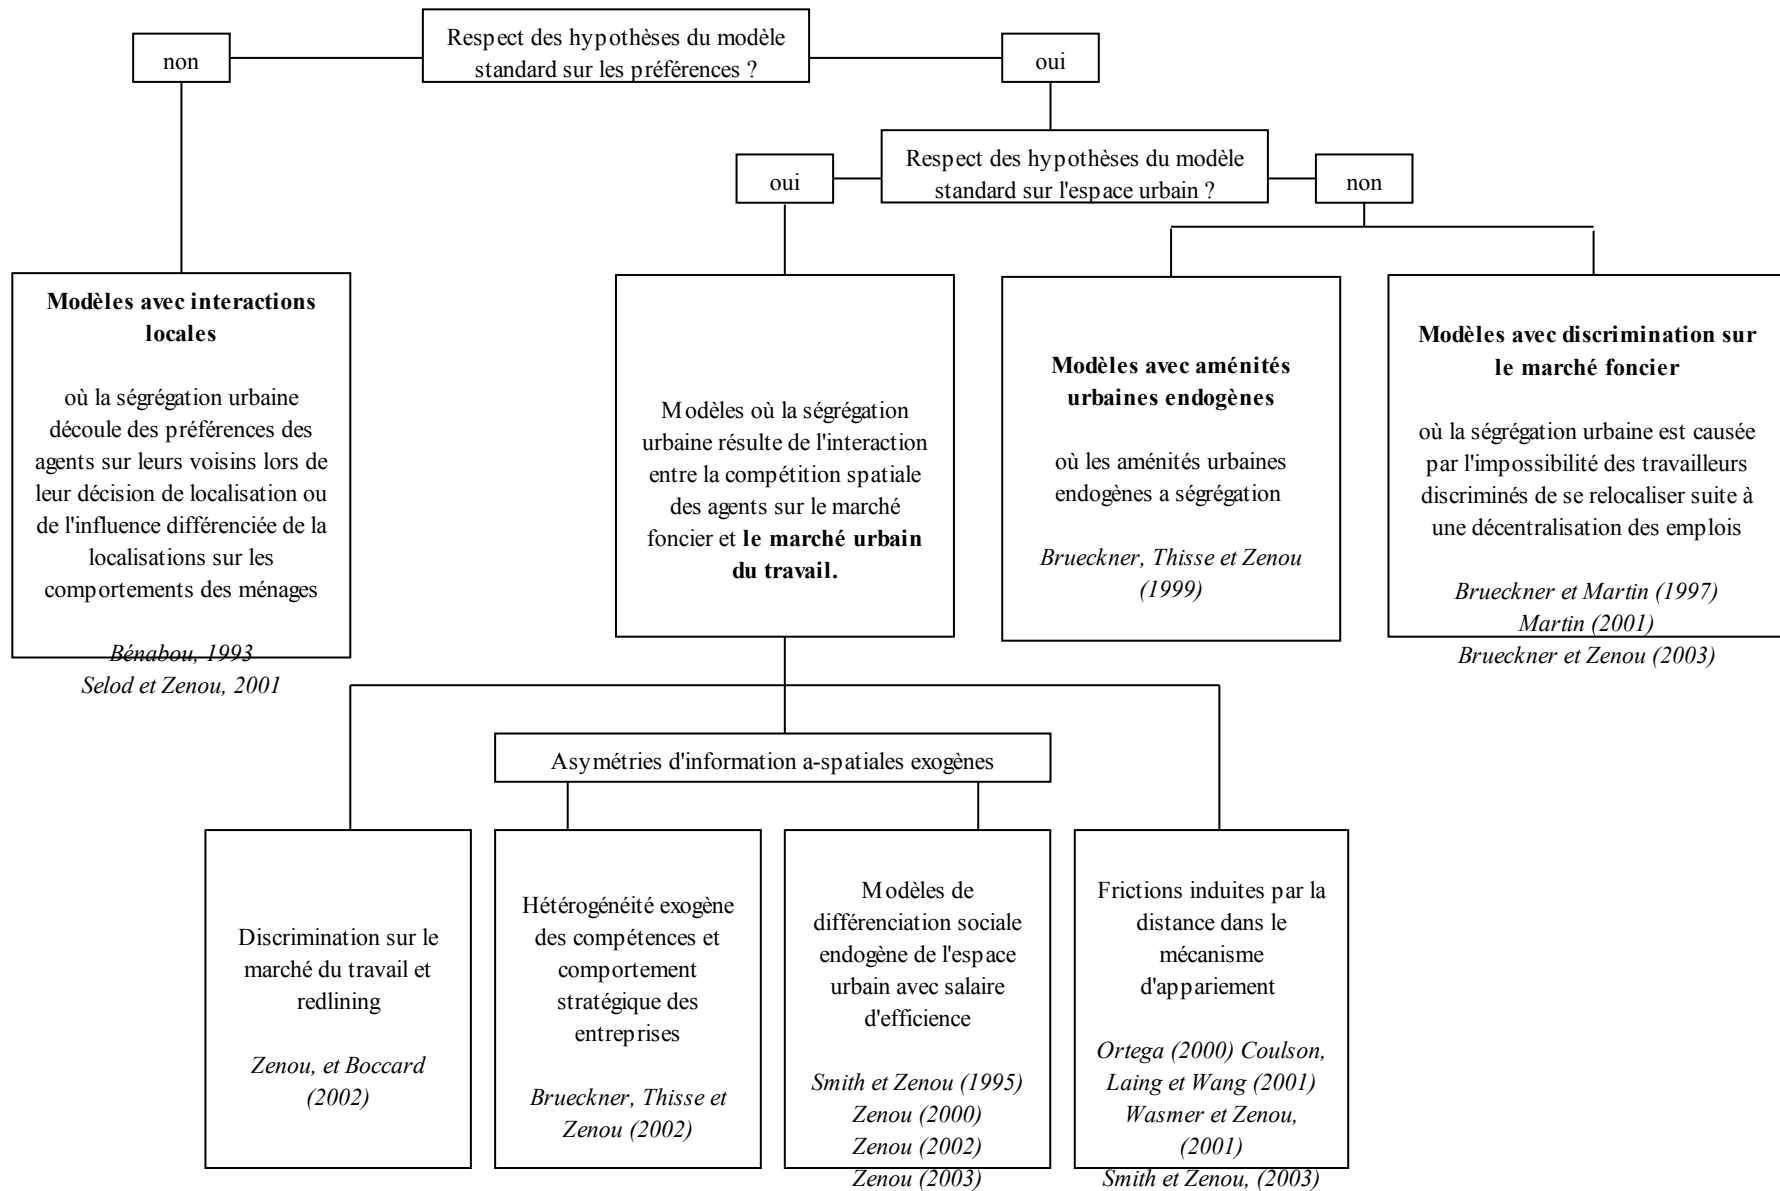 Respect des hypothèses du modèle
standard sur les préférences ?
non
oui
Respect des hypothèses du modèle
standard sur l'espace urbain ?
oui
non
Modèles avec interactions
locales
où la ségrégation urbaine
découle des préférences des
agents sur leurs voisins lors de
leur décision de localisation ou
de l'influence différenciée de la
localisations sur les
comportements des ménages
Bénabou, 1993
Selod et Zenou, 2001
Modèles où la ségrégation
urbaine résulte de l'interaction
entre la compétition spatiale
des agents sur le marché
foncier et le marché urbain
du travail.
Modèles avec aménités
urbaines endogènes
où les aménités urbaines
endogènes a ségrégation
Brueckner, Thisse et Zenou
(1999)
Modèles avec discrimination sur
le marché foncier
où la ségrégation urbaine est causée
par l'impossibilité des travailleurs
discriminés de se relocaliser suite à
une décentralisation des emplois
Brueckner et Martin (1997)
Martin (2001)
Brueckner et Zenou (2003)
Asymétries d'information a-spatiales exogènes
Discrimination sur le
marché du travail et
redlining
Zenou, et Boccard
(2002)
Hétérogénéité exogène
des compétences et
comportement
stratégique des
entreprises
Brueckner, Thisse et
Zenou (2002)
Modèles de
différenciation sociale
endogène de l'espace
urbain avec salaire
d'efficience
Smith et Zenou (1995)
Zenou (2000)
Zenou (2002)
Zenou (2003)
Frictions induites par la
distance dans le
mécanisme
d'appariement
Ortega (2000) Coulson,
Laing et Wang (2001)
Wasmer et Zenou,
(2001)
Smith et Zenou, (2003)